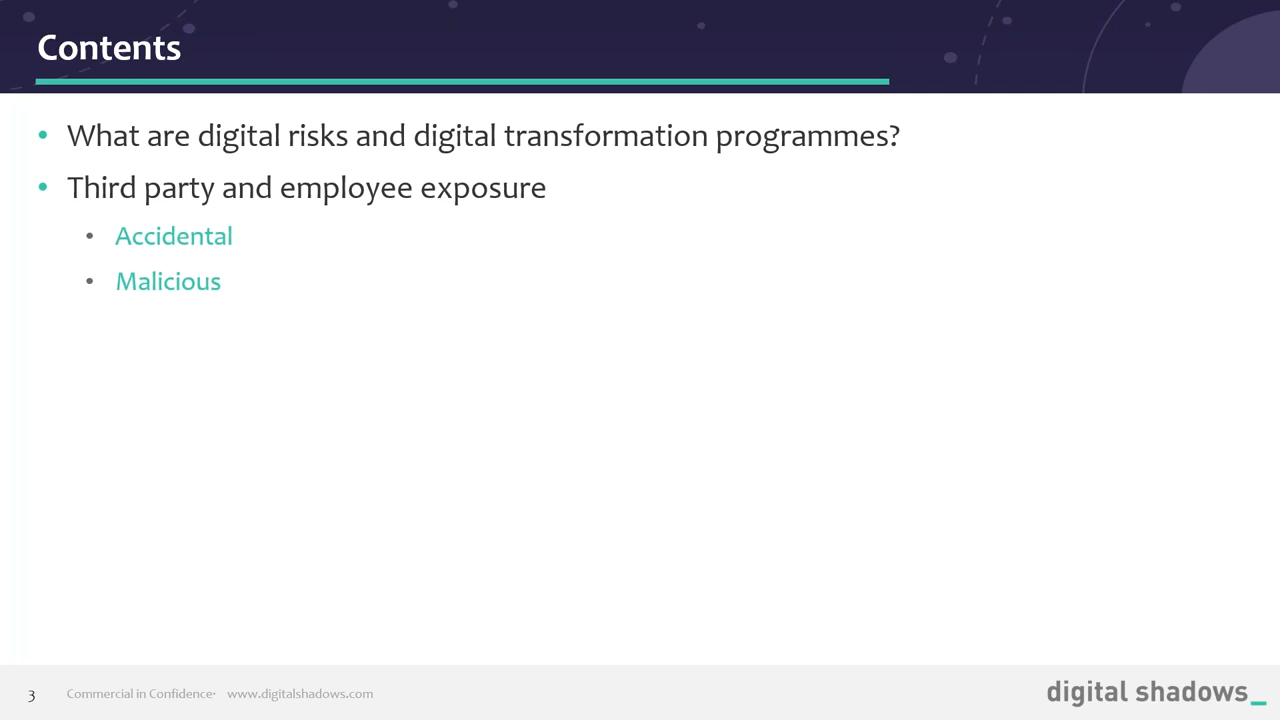 Contents
• What are digital risks and digital transformation programmes?
• Third party and employee exposure
• Accidental
• Malicious
3 Commercial in Confidence· www.digitalshadows.com
digital shadows_